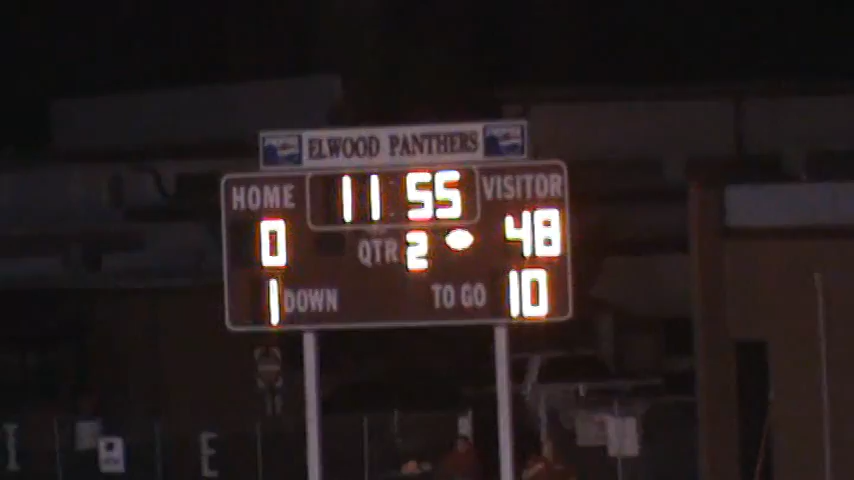 ELWOOD PANTHERS
HOME 11 55 VISITOR
0 QTR 2 48
1 DOWN TO GO 10
I E